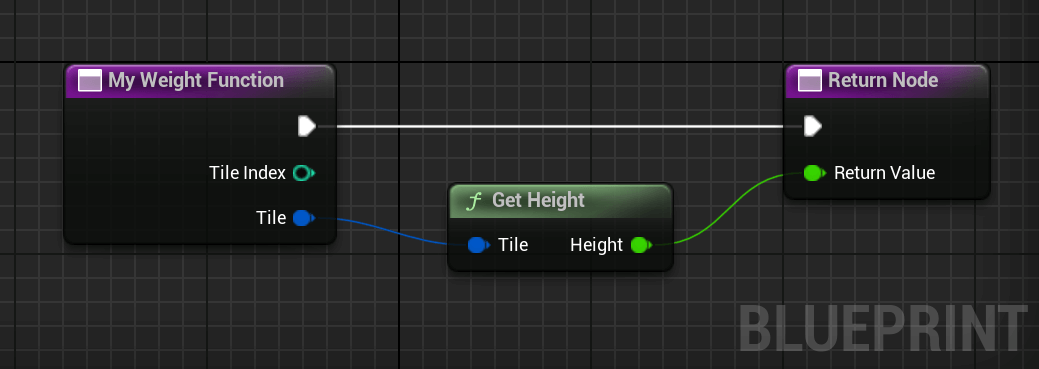 My Weight Function
Tile Index
Tile
ƒ Get Height
Tile Height
Return Node
Return Value
BLUEPRINT